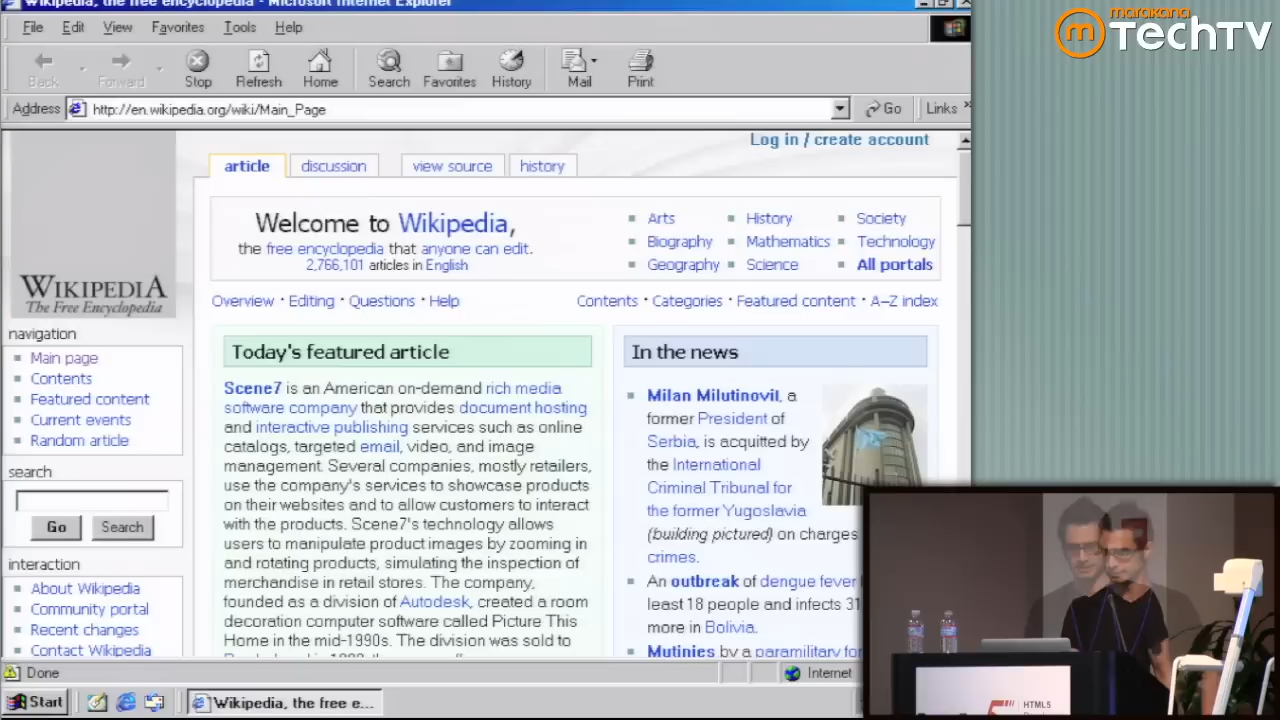 Wikipedia, the free encyclopedia - Microsoft Internet Explorer
marakana
TechTV
File Edit View Favorites Tools Help
Back Forward Stop Refresh Home Search Favorites History Mail Print
Address http://en.wikipedia.org/wiki/Main_Page Go Links »
Log in / create account
article discussion view source history
Welcome to Wikipedia,
the free encyclopedia that anyone can edit.
2,766,101 articles in English
Arts History Society
Biography Mathematics Technology
Geography Science All portals
Overview · Editing · Questions · Help
Contents · Categories · Featured content · A–Z index
WIKIPEDIA
The Free Encyclopedia
navigation
Main page
Contents
Featured content
Current events
Random article
search
Go Search
interaction
About Wikipedia
Community portal
Recent changes
Contact Wikipedia
Today's featured article
Scene7 is an American on-demand rich media
software company that provides document hosting
and interactive publishing services such as online
catalogs, targeted email, video, and image
management. Several companies, mostly retailers,
use the company's services to showcase products
on their websites and to allow customers to interact
with the products. Scene7's technology allows
users to manipulate product images by zooming in
and rotating products, simulating the inspection of
merchandise in retail stores. The company,
founded as a division of Autodesk, created a room
decoration computer software called Picture This
Home in the mid-1990s. The division was sold to
In the news
Milan Milutinovil, a
former President of
Serbia, is acquitted by
the International
Criminal Tribunal for
the former Yugoslavia
(building pictured) on charges
crimes.
An outbreak of dengue fever
least 18 people and infects 31
more in Bolivia.
Mutinies by a paramilitary for
HTML5
Done Internet
Start Wikipedia, the free e...